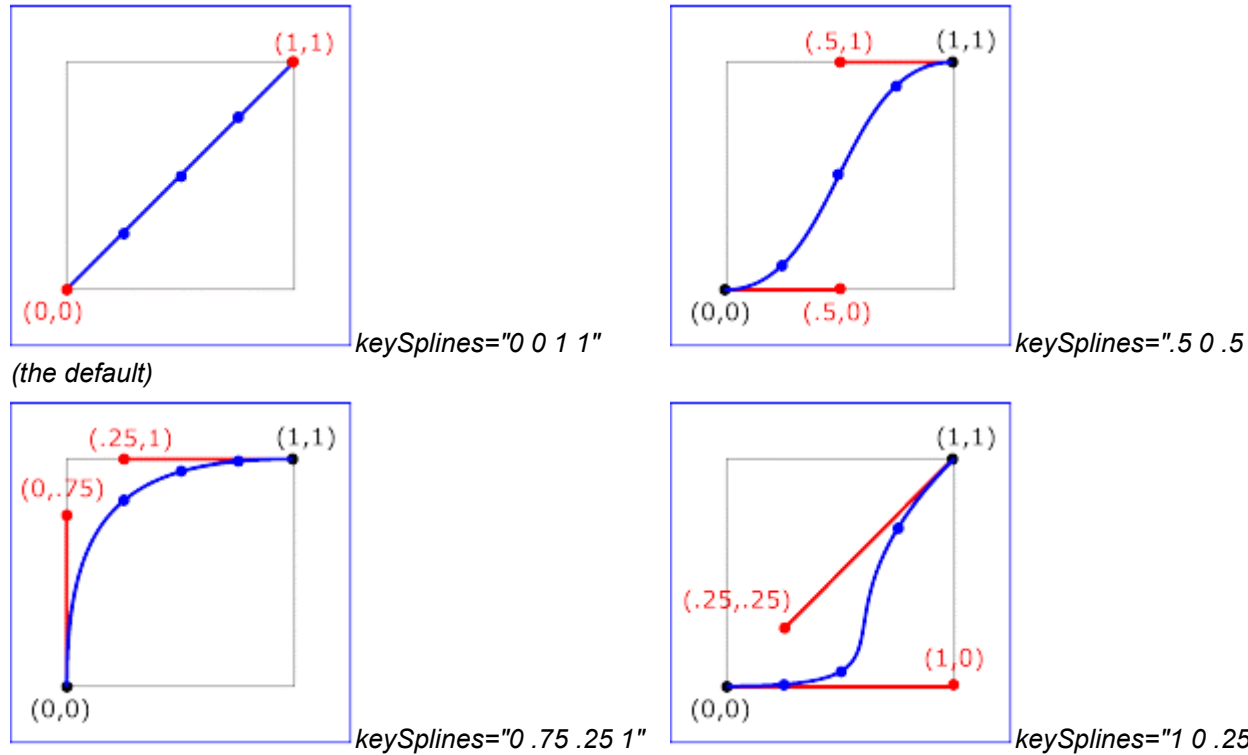 (1,1)
(0,0)
keySplines="0 0 1 1"
(the default)
(.5,1)
(1,1)
(0,0)
(.5,0)
keySplines=".5 0 .5
(.25,1)
(1,1)
(0,.75)
(0,0)
keySplines="0 .75 .25 1"
(1,1)
(.25,.25)
(1,0)
(0,0)
keySplines="1 0 .25